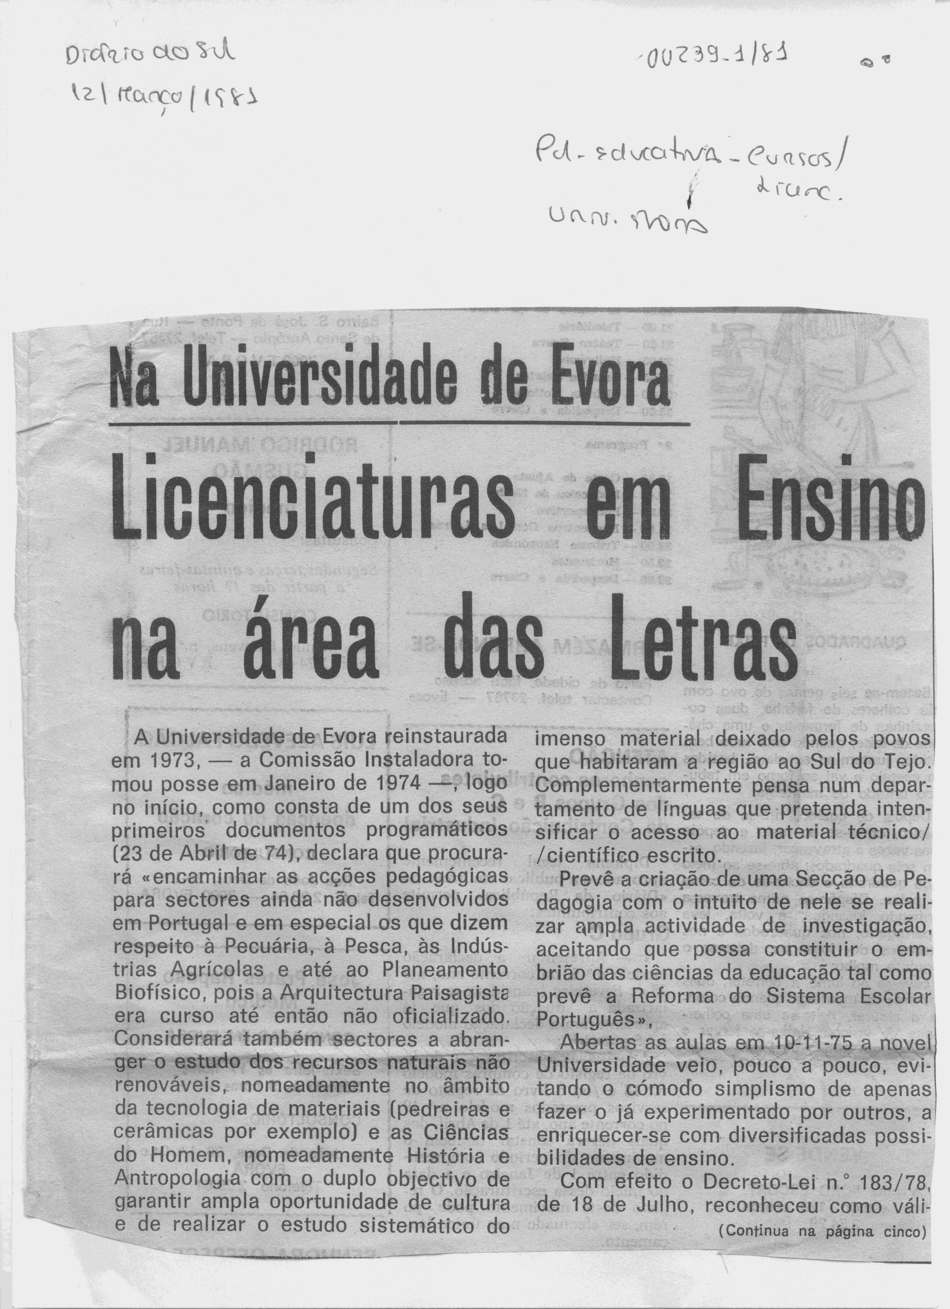 Diário do Sul
12/Março/1981
00239-1/81
Pd. educativa - Cursos/
Licenc.
Univ. Évora
Na Universidade de Evora
Licenciaturas em Ensino
na área das Letras
A Universidade de Evora reinstaurada
em 1973, — a Comissão Instaladora to-
mou posse em Janeiro de 1974 —, logo
no início, como consta de um dos seus
primeiros documentos programáticos
(23 de Abril de 74), declara que procura-
rá «encaminhar as acções pedagógicas
para sectores ainda não desenvolvidos
em Portugal e em especial os que dizem
respeito à Pecuária, à Pesca, às Indús-
trias Agrícolas e até ao Planeamento
Biofísico, pois a Arquitectura Paisagista
era curso até então não oficializado.
Considerará também sectores a abran-
ger o estudo dos recursos naturais não
renováveis, nomeadamente no âmbito
da tecnologia de materiais (pedreiras e
cerâmicas por exemplo) e as Ciências
do Homem, nomeadamente História e
Antropologia com o duplo objectivo de
garantir ampla oportunidade de cultura
e de realizar o estudo sistemático do
imenso material deixado pelos povos
que habitaram a região ao Sul do Tejo.
Complementarmente pensa num depar-
tamento de línguas que pretenda inten-
sificar o acesso ao material técnico/
/científico escrito.
Prevê a criação de uma Secção de Pe-
dagogia com o intuito de nele se reali-
zar ampla actividade de investigação,
aceitando que possa constituir o em-
brião das ciências da educação tal como
prevê a Reforma do Sistema Escolar
Português»,
Abertas as aulas em 10-11-75 a novel
Universidade veio, pouco a pouco, evi-
tando o cómodo simplismo de apenas
fazer o já experimentado por outros, a
enriquecer-se com diversificadas possi-
bilidades de ensino.
Com efeito o Decreto-Lei n.° 183/78,
de 18 de Julho, reconheceu como váli-
(Continua na página cinco)